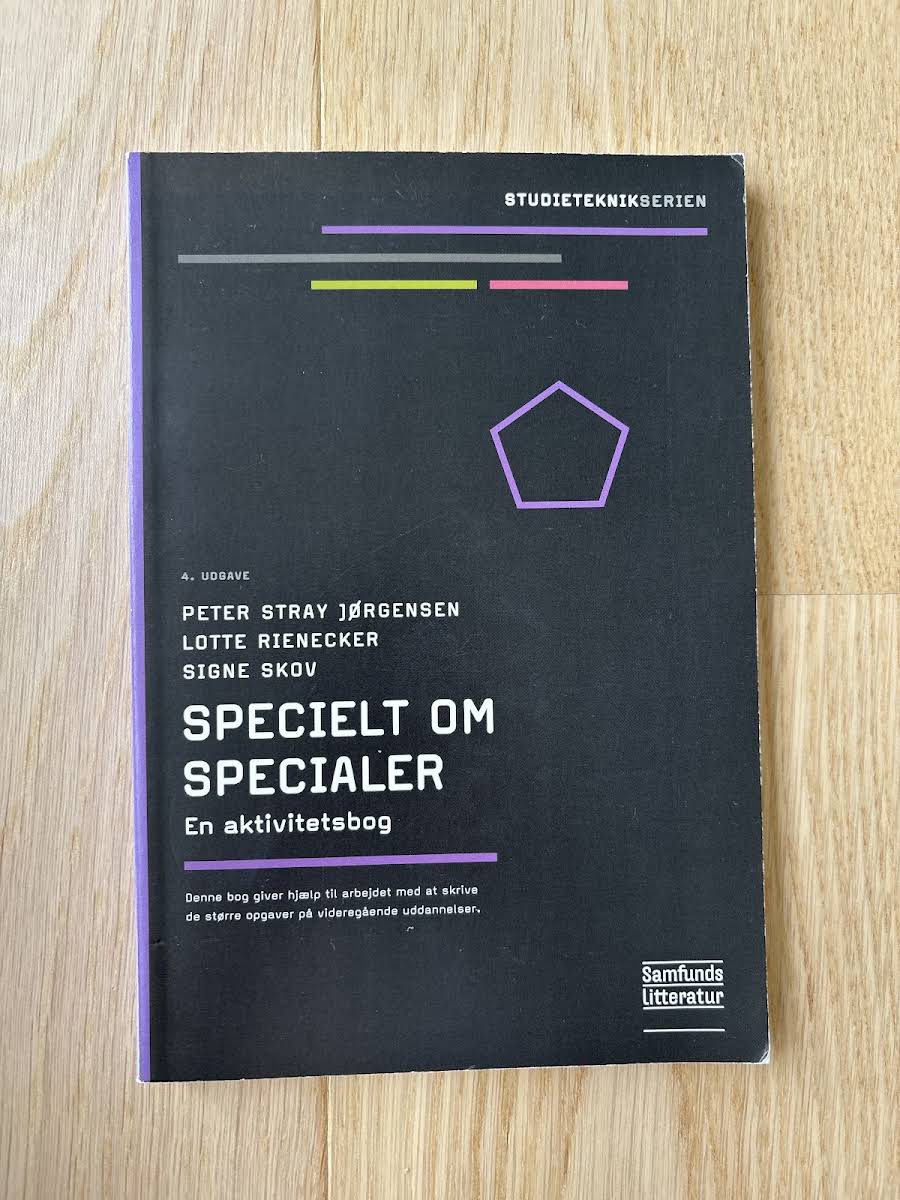 STUDIETEKNIKSERIEN
4. UDGAVE
PETER STRAY JØRGENSEN
LOTTE RIENECKER
SIGNE SKOV
SPECIELT OM
SPECIALER
En aktivitetsbog
Denne bog giver hjælp til arbejdet med at skrive
de større opgaver på videregående uddannelser.
Samfunds
litteratur